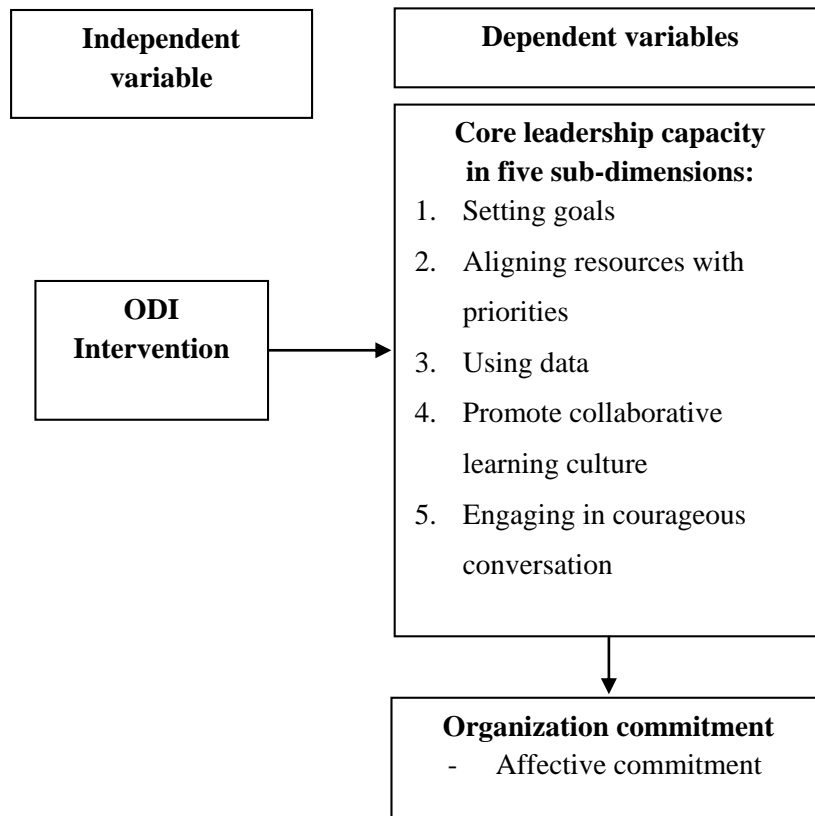 Independent
variable
Dependent variables
Core leadership capacity
in five sub-dimensions:
1. Setting goals
2. Aligning resources with
priorities
3. Using data
4. Promote collaborative
learning culture
5. Engaging in courageous
conversation
ODI
Intervention
Organization commitment
- Affective commitment